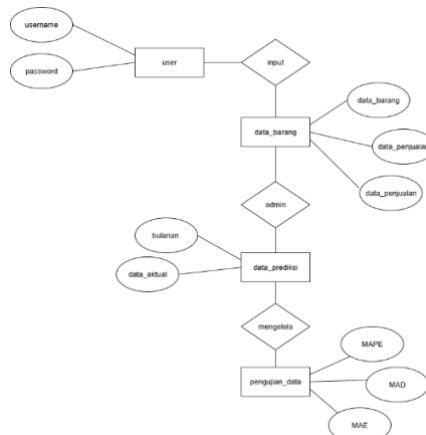 username
user
input
password
data_barang
data_barang
data_penjualan
data_penjualan
admin
bulanan
data_prediksi
data_aktual
mengelola
MAPE
pengujian_data
MAD
MAE